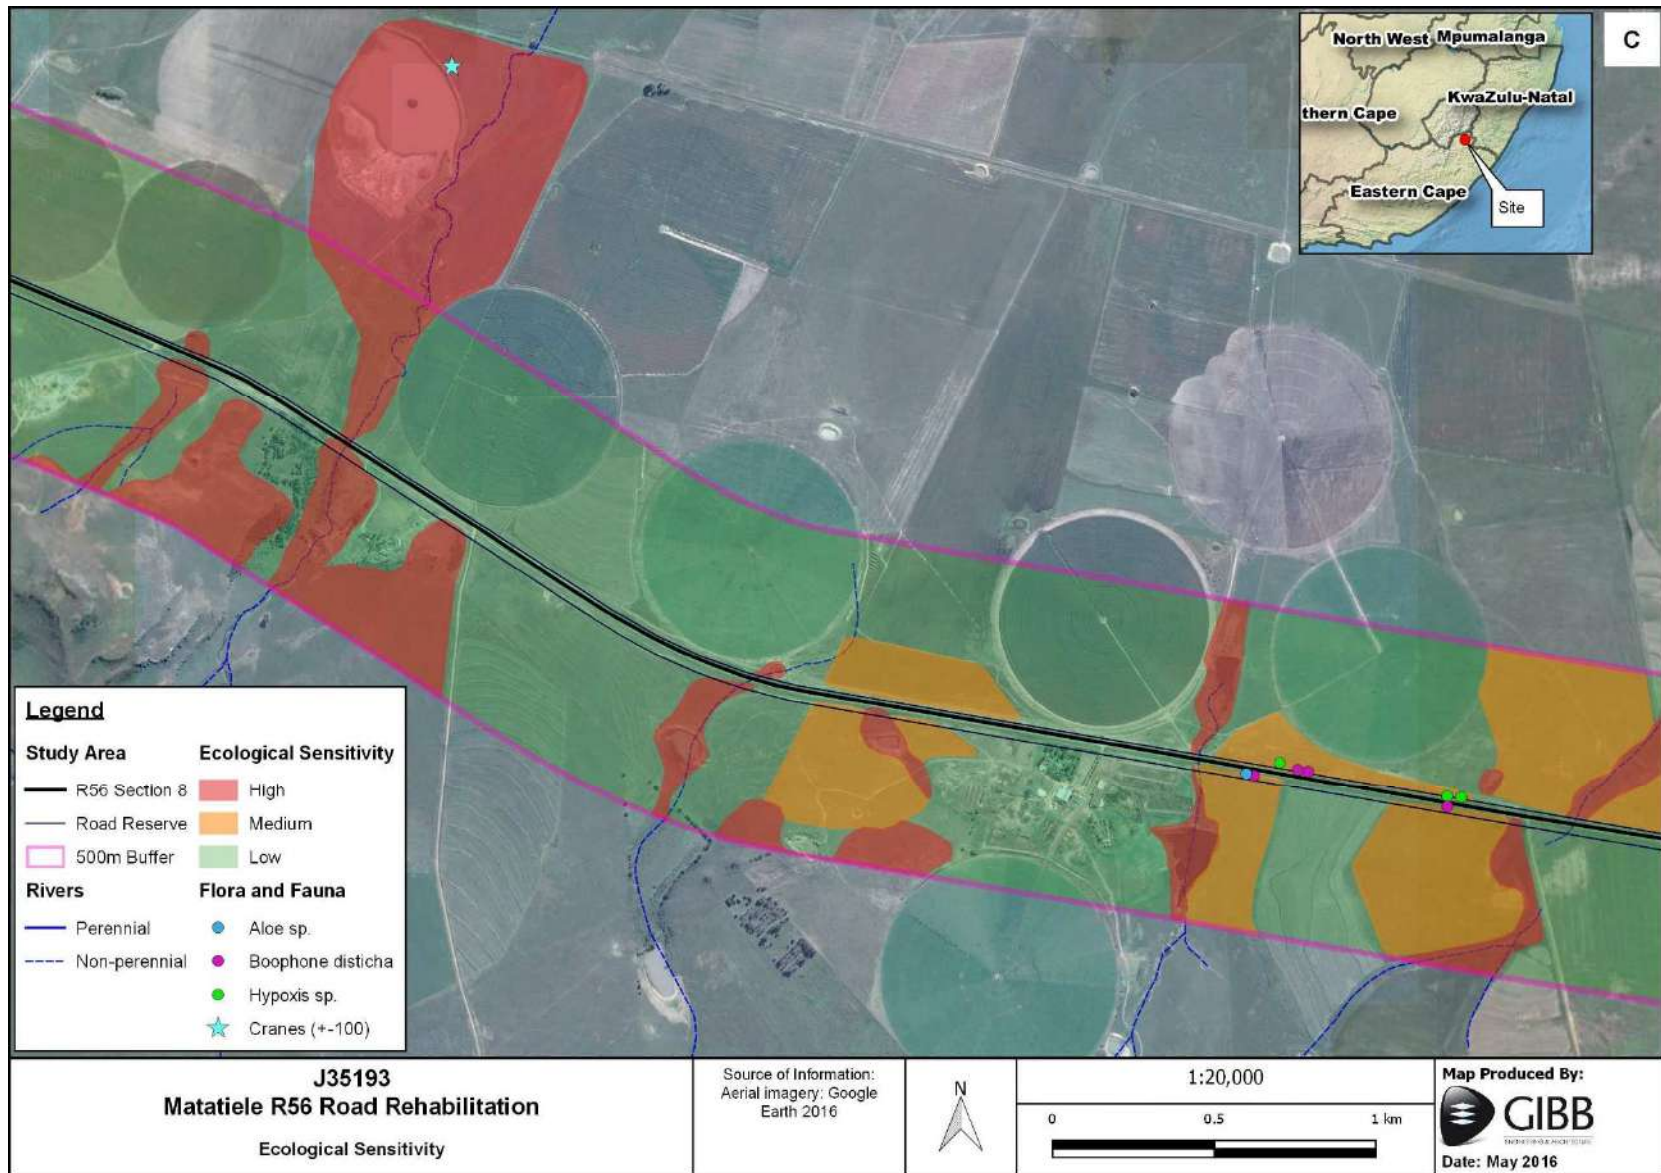 C
North West Mpumalanga
KwaZulu-Natal
thern Cape
Eastern Cape
Site
Legend
Study Area
R56 Section 8
Road Reserve
500m Buffer
Rivers
Perennial
Non-perennial
Ecological Sensitivity
High
Medium
Low
Flora and Fauna
Aloe sp.
Boophone disticha
Hypoxis sp.
Cranes (+-100)
J35193
Matatiele R56 Road Rehabilitation
Ecological Sensitivity
Source of Information:
Aerial imagery: Google
Earth 2016
N
1:20,000
0 0.5 1 km
Map Produced By:
GIBB
ENGINEERING & ARCHITECTURE
Date: May 2016